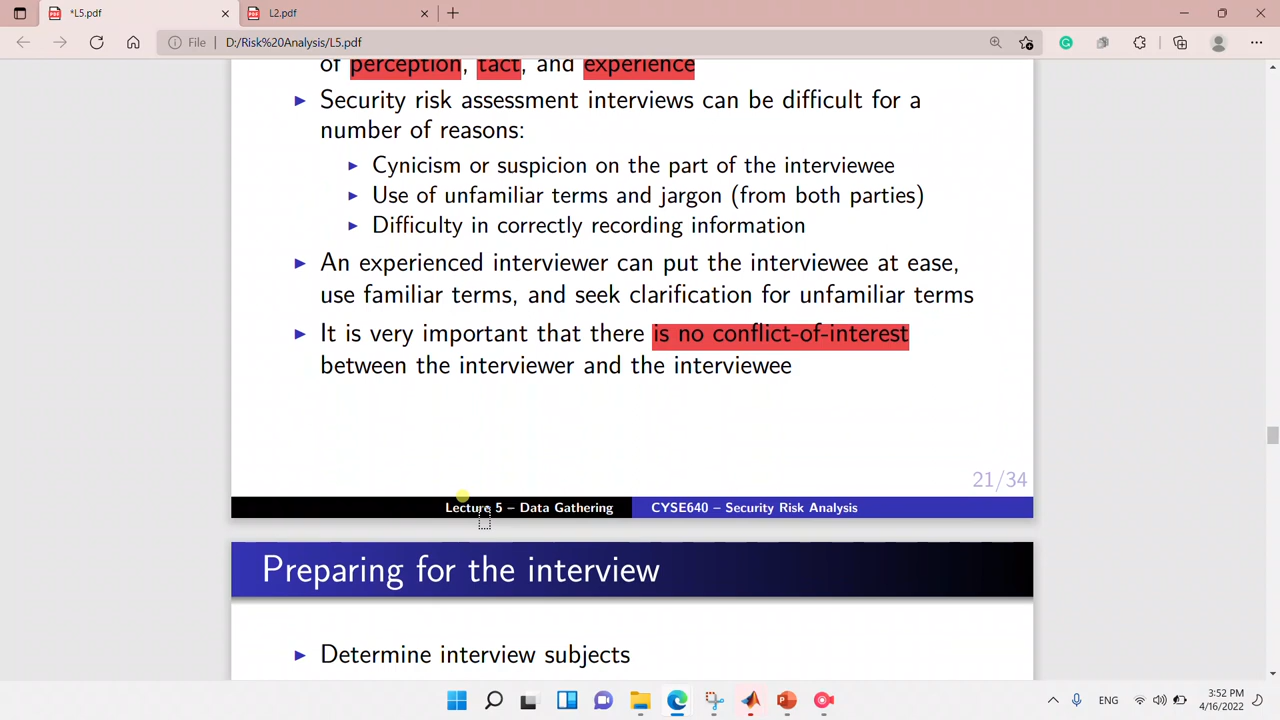 *L5.pdf
L2.pdf
File
D:/Risk%20Analysis/L5.pdf
of perception, tact, and experience
Security risk assessment interviews can be difficult for a
number of reasons:
Cynicism or suspicion on the part of the interviewee
Use of unfamiliar terms and jargon (from both parties)
Difficulty in correctly recording information
An experienced interviewer can put the interviewee at ease,
use familiar terms, and seek clarification for unfamiliar terms
It is very important that there is no conflict-of-interest
between the interviewer and the interviewee
21/34
Lecture 5 – Data Gathering
CYSE640 – Security Risk Analysis
Preparing for the interview
Determine interview subjects
ENG
3:52 PM
4/16/2022